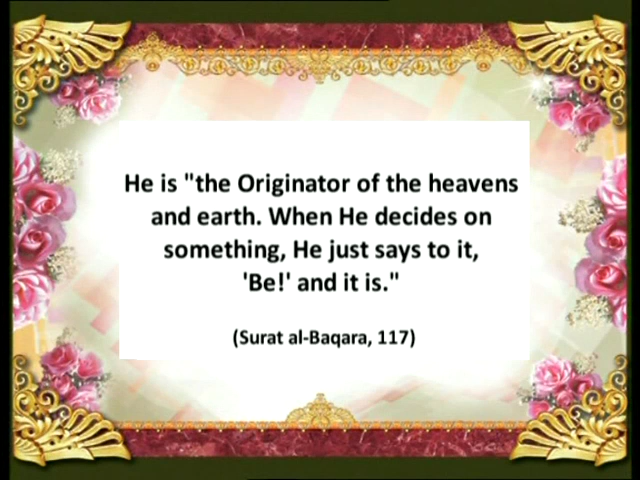 He is "the Originator of the heavens
and earth. When He decides on
something, He just says to it,
'Be!' and it is."
(Surat al-Baqara, 117)